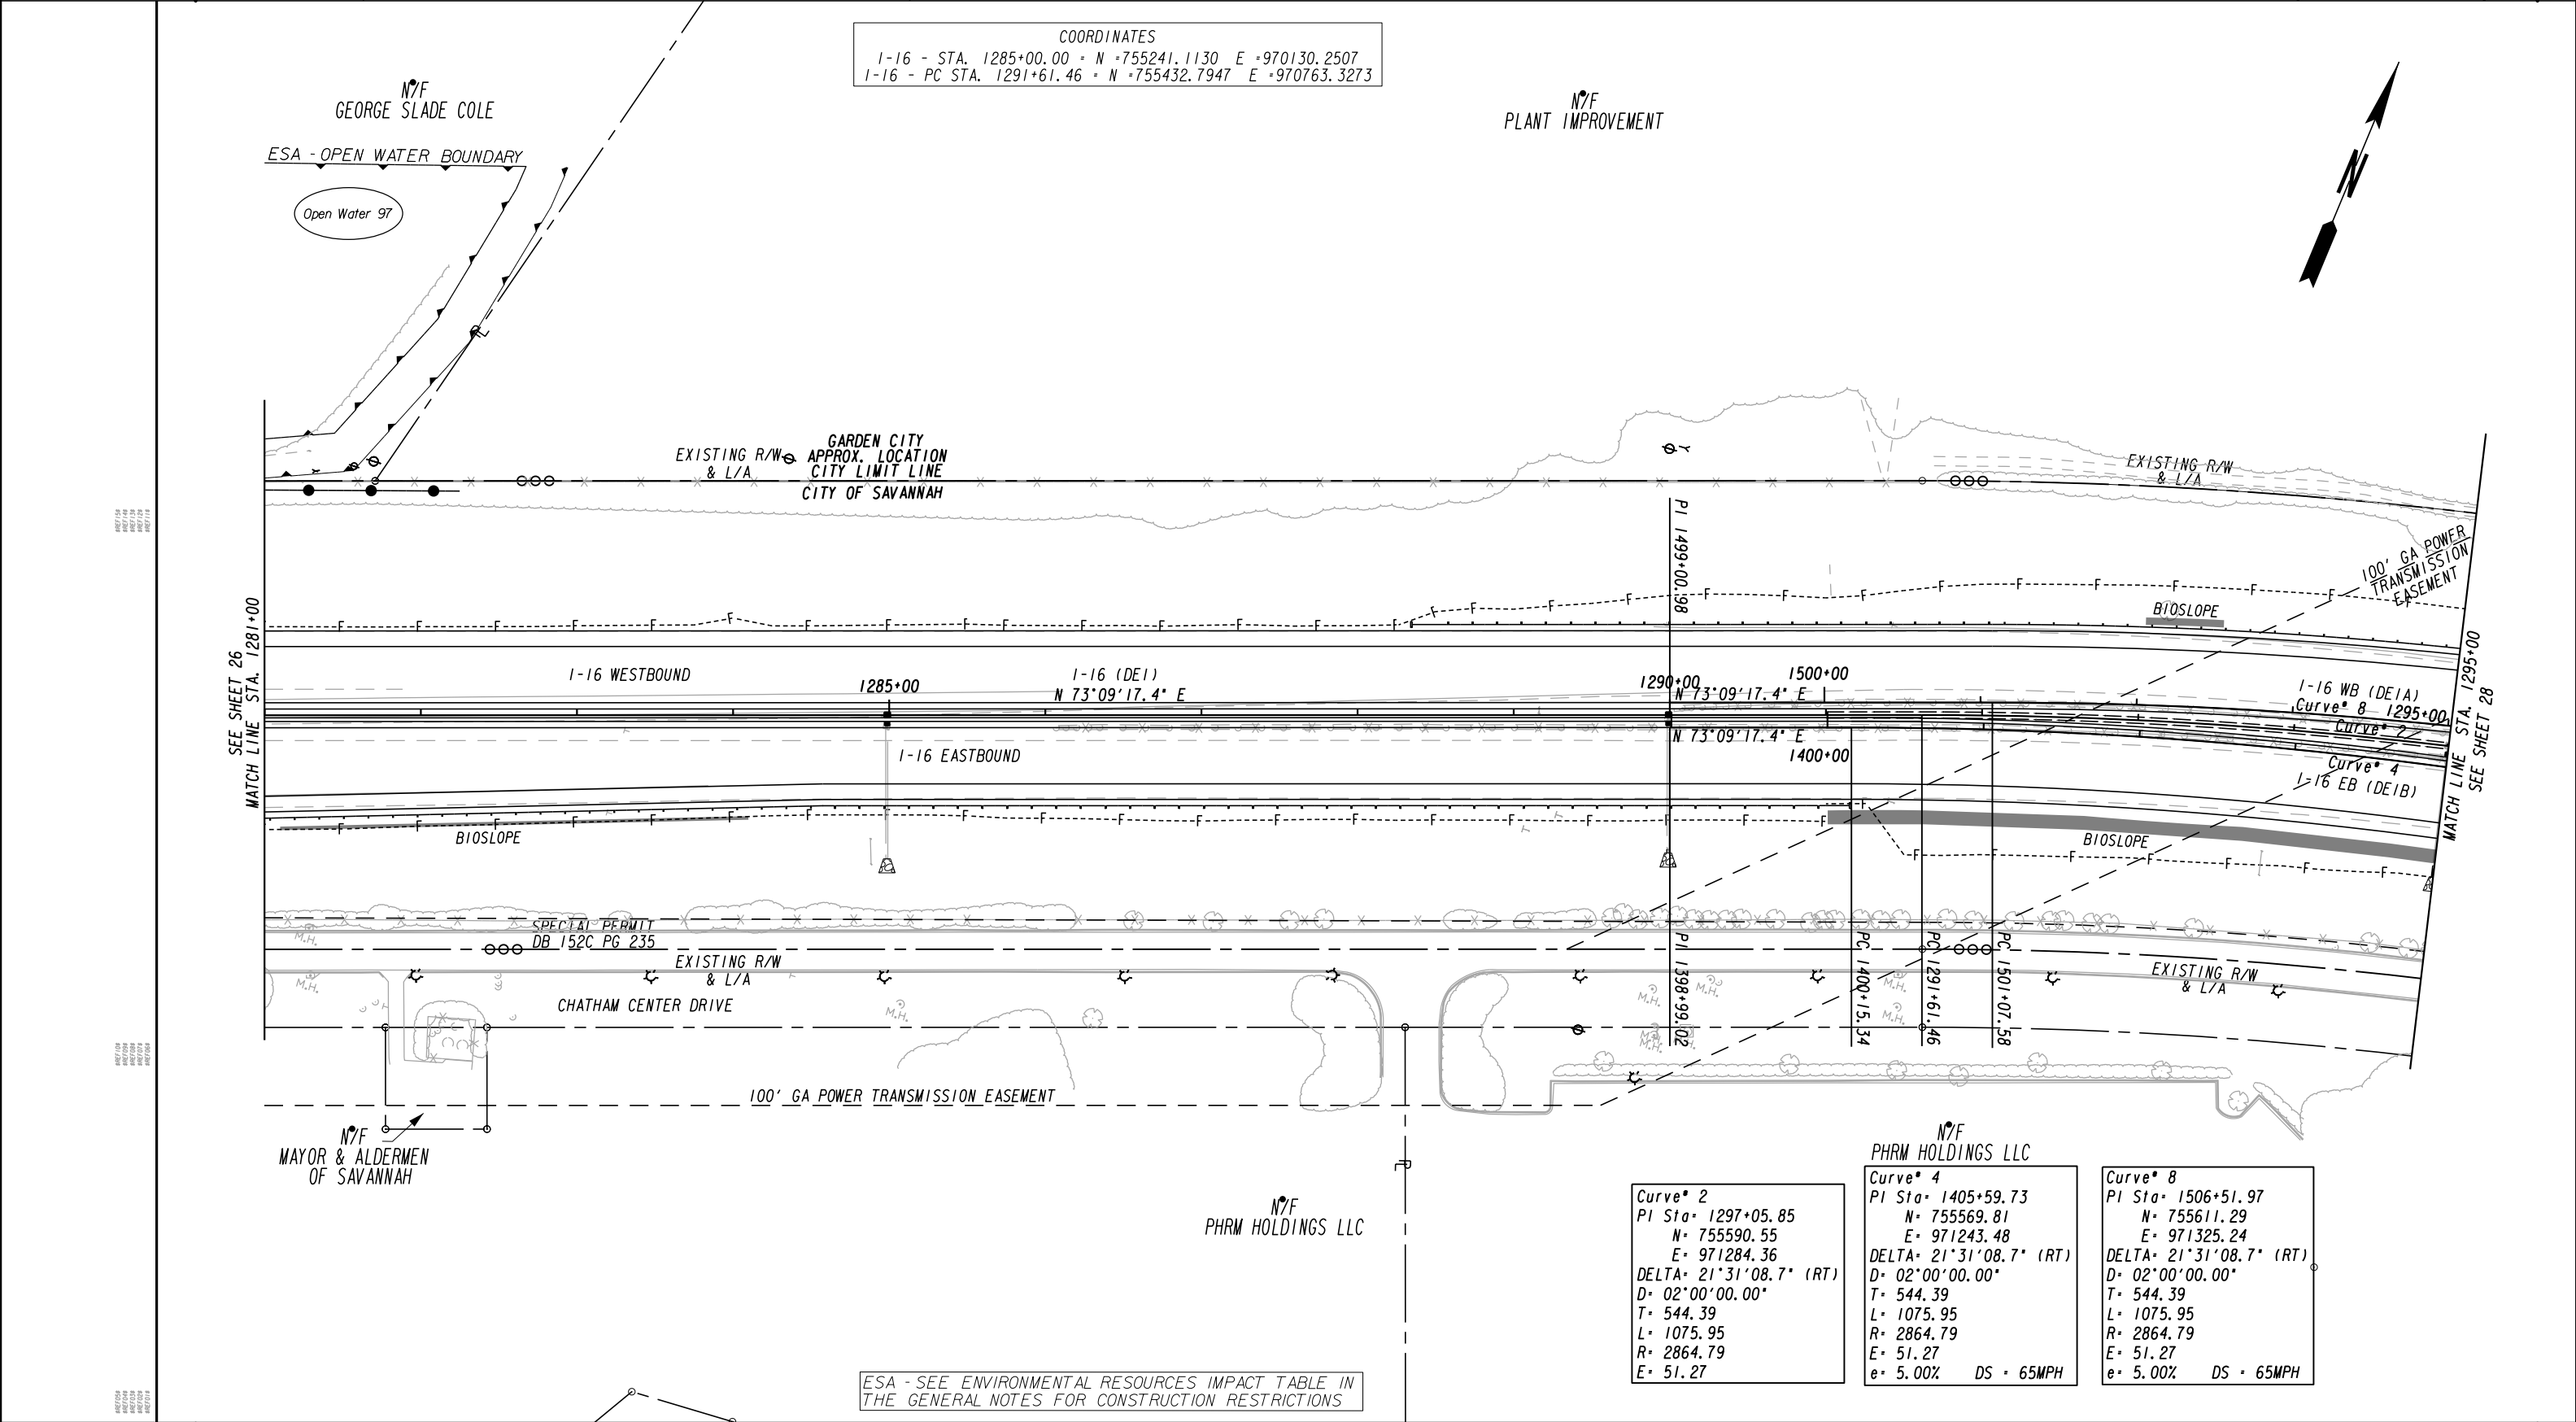 COORDINATES
I-16 - STA. 1285+00.00 = N =755241.1130 E =970130.2507
I-16 - PC STA. 1291+61.46 = N =755432.7947 E =970763.3273
N/F
GEORGE SLADE COLE
N/F
PLANT IMPROVEMENT
ESA - OPEN WATER BOUNDARY
Open Water 97
N
PL
EXISTING R/W
& L/A
GARDEN CITY
APPROX. LOCATION
CITY LIMIT LINE
CITY OF SAVANNAH
EXISTING R/W
& L/A
PI 1499+00.98
100' GA POWER
TRANSMISSION
EASEMENT
BIOSLOPE
SEE SHEET 26
MATCH LINE STA. 1281+00
I-16 WESTBOUND
I-16 (DE1)
N 73°09'17.4" E
1285+00
1290+00
N 73°09'17.4" E
1500+00
I-16 WB (DE1A)
Curve# 8
1295+00
Curve# 2
N 73°09'17.4" E
I-16 EASTBOUND
1400+00
Curve# 4
I-16 EB (DE1B)
MATCH LINE STA. 1295+00
SEE SHEET 28
BIOSLOPE
BIOSLOPE
SPECIAL PERMIT
DB 152C PG 235
M.H.
EXISTING R/W
& L/A
M.H.
CHATHAM CENTER DRIVE
M.H.
M.H.
M.H.
M.H.
M.H.
M.H.
M.H.
PI 1398+99.02
PC 1400+15.34
PC 1291+61.46
PC 1501+07.58
EXISTING R/W
& L/A
100' GA POWER TRANSMISSION EASEMENT
N/F
MAYOR & ALDERMEN
OF SAVANNAH
PL
N/F
PHRM HOLDINGS LLC
N/F
PHRM HOLDINGS LLC
Curve# 2
PI Sta= 1297+05.85
N= 755590.55
E= 971284.36
DELTA= 21°31'08.7" (RT)
D= 02°00'00.00"
T= 544.39
L= 1075.95
R= 2864.79
E= 51.27
Curve# 4
PI Sta= 1405+59.73
N= 755569.81
E= 971243.48
DELTA= 21°31'08.7" (RT)
D= 02°00'00.00"
T= 544.39
L= 1075.95
R= 2864.79
E= 51.27
e= 5.00% DS = 65MPH
Curve# 8
PI Sta= 1506+51.97
N= 755611.29
E= 971325.24
DELTA= 21°31'08.7" (RT)
D= 02°00'00.00"
T= 544.39
L= 1075.95
R= 2864.79
E= 51.27
e= 5.00% DS = 65MPH
ESA - SEE ENVIRONMENTAL RESOURCES IMPACT TABLE IN
THE GENERAL NOTES FOR CONSTRUCTION RESTRICTIONS